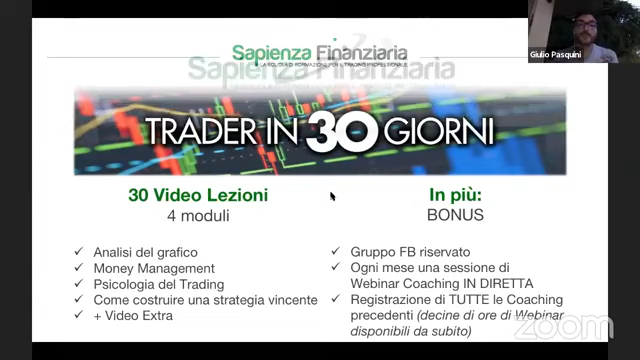 Sapienza Finanziaria
LA SCUOLA DI FORMAZIONE PER IL TRADING PROFESSIONALE
Sapienza Finanziaria
Giulio Pasquini
TRADER IN 30 GIORNI
30 Video Lezioni
4 moduli
✓ Analisi del grafico
✓ Money Management
✓ Psicologia del Trading
✓ Come costruire una strategia vincente
✓ + Video Extra
In più:
BONUS
✓ Gruppo FB riservato
✓ Ogni mese una sessione di
Webinar Coaching IN DIRETTA
✓ Registrazione di TUTTE le Coaching
precedenti (decine di ore di Webinar
disponibili da subito)
zoom